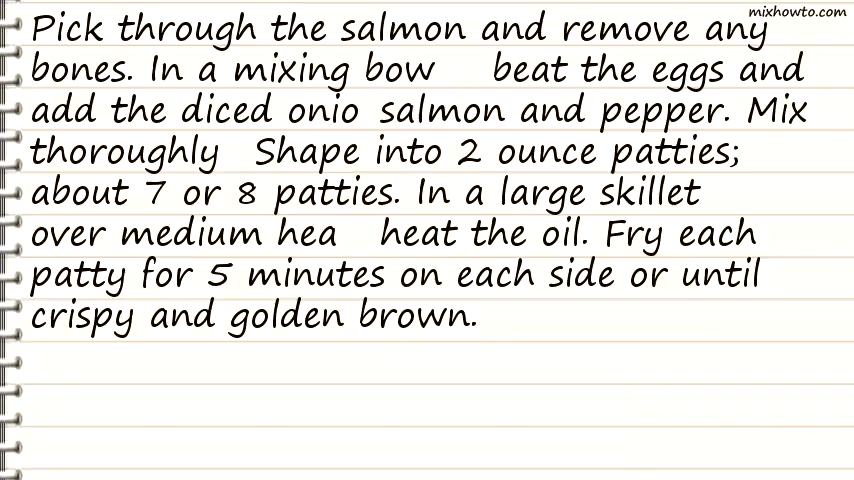 mixhowto.com
Pick through the salmon and remove any
bones. In a mixing bow beat the eggs and
add the diced onio salmon and pepper. Mix
thoroughly Shape into 2 ounce patties;
about 7 or 8 patties. In a large skillet
over medium hea heat the oil. Fry each
patty for 5 minutes on each side or until
crispy and golden brown.